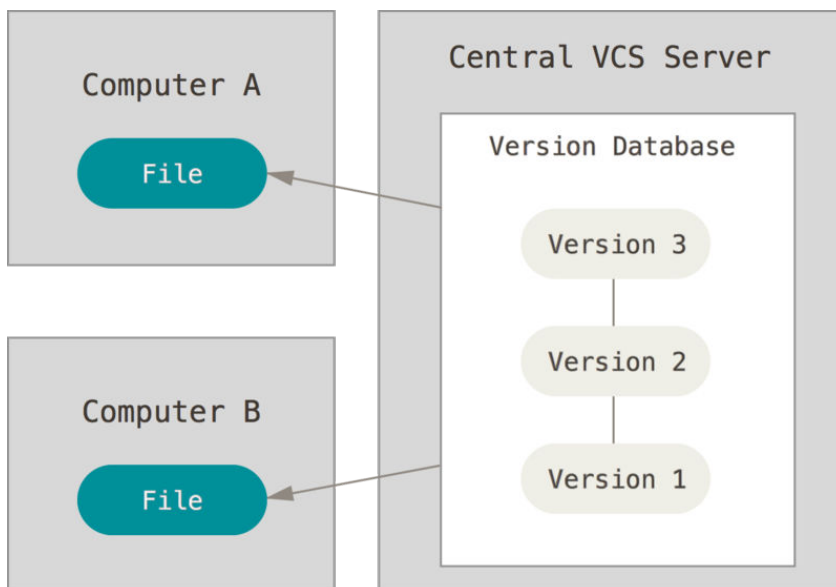 Computer A
File
Computer B
File
Central VCS Server
Version Database
Version 3
Version 2
Version 1